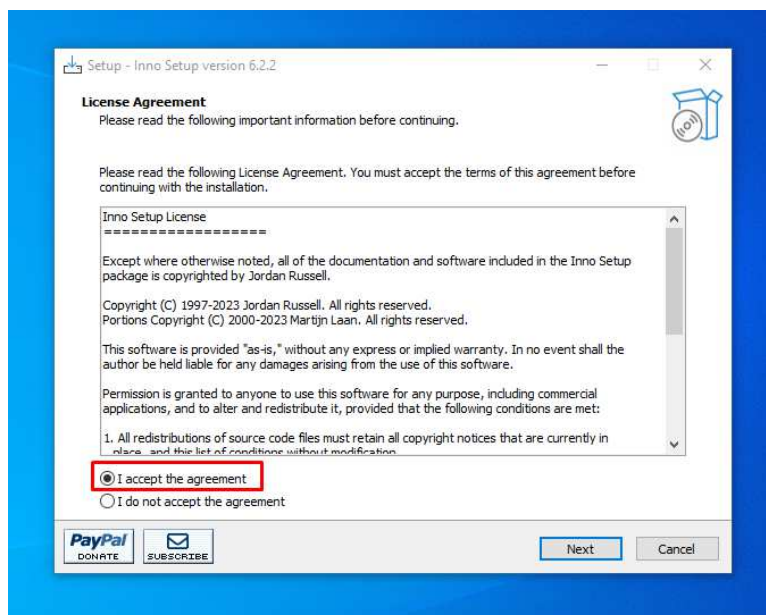 Setup - Inno Setup version 6.2.2
License Agreement
Please read the following important information before continuing.
Please read the following License Agreement. You must accept the terms of this agreement before
continuing with the installation.
Inno Setup License
==================
Except where otherwise noted, all of the documentation and software included in the Inno Setup
package is copyrighted by Jordan Russell.
Copyright (C) 1997-2023 Jordan Russell. All rights reserved.
Portions Copyright (C) 2000-2023 Martijn Laan. All rights reserved.
This software is provided "as-is," without any express or implied warranty. In no event shall the
author be held liable for any damages arising from the use of this software.
Permission is granted to anyone to use this software for any purpose, including commercial
applications, and to alter and redistribute it, provided that the following conditions are met:
1. All redistributions of source code files must retain all copyright notices that are currently in
place, and this list of conditions without modification.
I accept the agreement
I do not accept the agreement
PayPal
DONATE
SUBSCRIBE
Next
Cancel